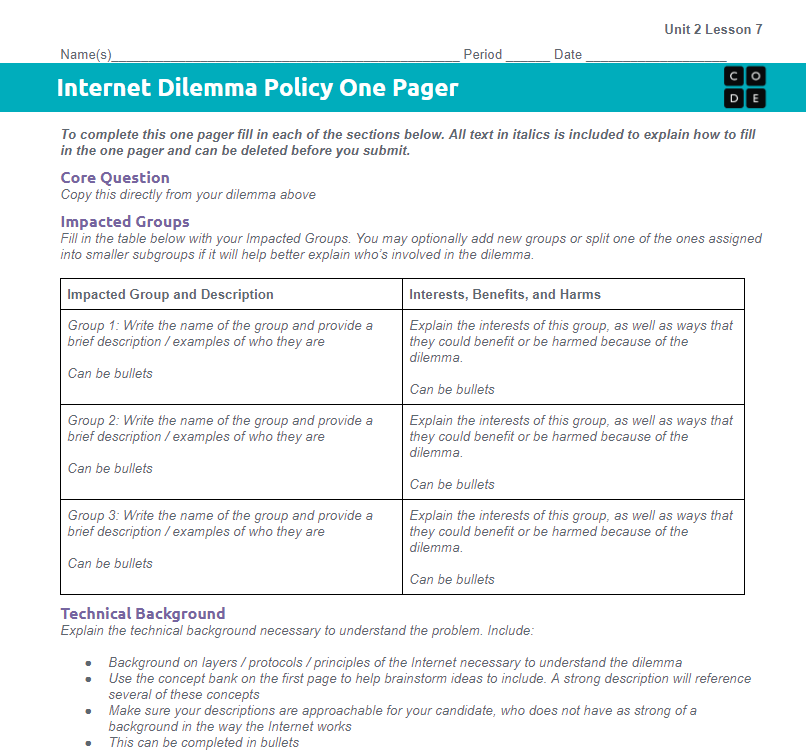 Unit 2 Lesson 7
Name(s)_______________________________________________ Period ______ Date ___________________
Internet Dilemma Policy One Pager
C O
D E
To complete this one pager fill in each of the sections below. All text in italics is included to explain how to fill
in the one pager and can be deleted before you submit.
Core Question
Copy this directly from your dilemma above
Impacted Groups
Fill in the table below with your Impacted Groups. You may optionally add new groups or split one of the ones assigned
into smaller subgroups if it will help better explain who's involved in the dilemma.
Impacted Group and Description
Interests, Benefits, and Harms
Group 1: Write the name of the group and provide a
brief description / examples of who they are
Can be bullets
Explain the interests of this group, as well as ways that
they could benefit or be harmed because of the
dilemma.
Can be bullets
Group 2: Write the name of the group and provide a
brief description / examples of who they are
Can be bullets
Explain the interests of this group, as well as ways that
they could benefit or be harmed because of the
dilemma.
Can be bullets
Group 3: Write the name of the group and provide a
brief description / examples of who they are
Can be bullets
Explain the interests of this group, as well as ways that
they could benefit or be harmed because of the
dilemma.
Can be bullets
Technical Background
Explain the technical background necessary to understand the problem. Include:
● Background on layers / protocols / principles of the Internet necessary to understand the dilemma
● Use the concept bank on the first page to help brainstorm ideas to include. A strong description will reference
several of these concepts
● Make sure your descriptions are approachable for your candidate, who does not have as strong of a
background in the way the Internet works
● This can be completed in bullets